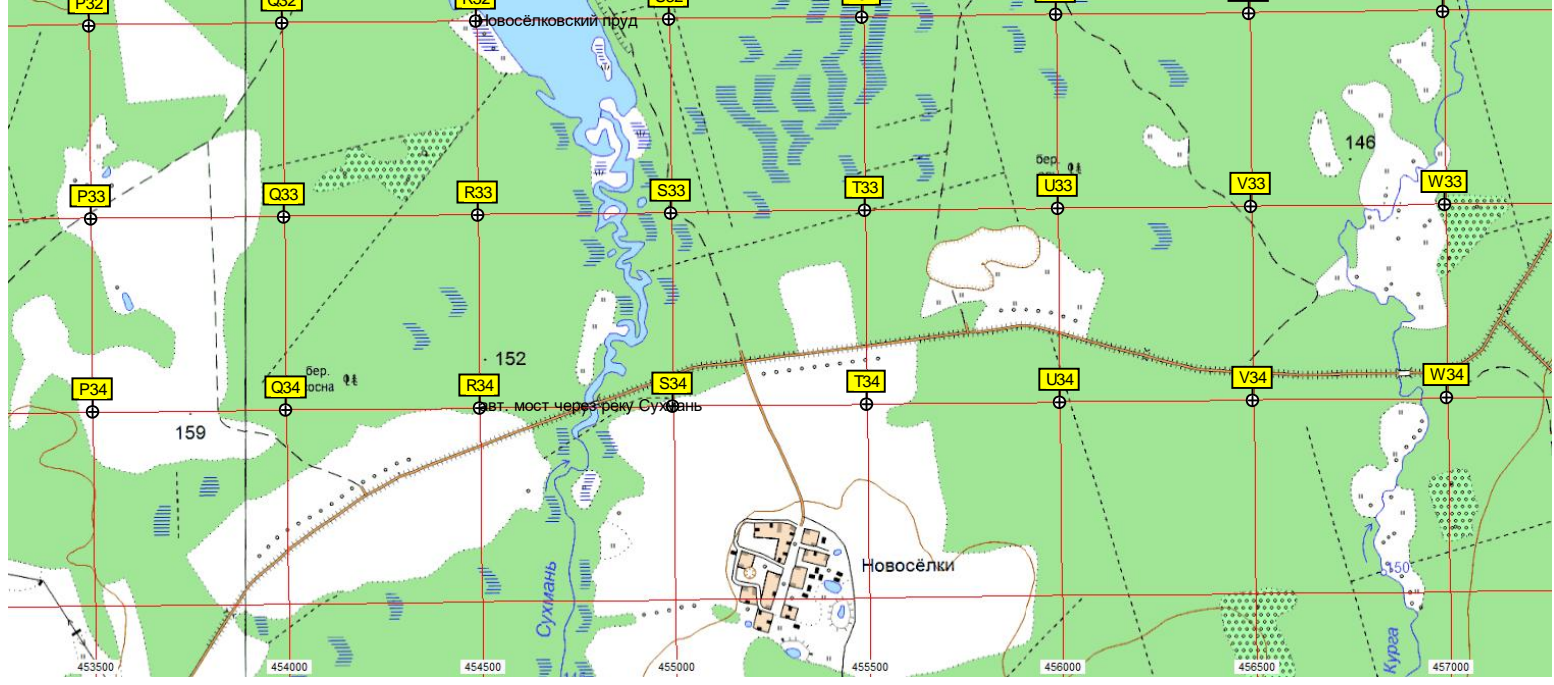 P32
Q32
R32
Новосёлковский пруд
146
бер.
P33
Q33
R33
S33
T33
U33
V33
W33
152
бер.
осна
P34
Q34
R34
S34
T34
U34
V34
W34
авт. мост через реку Сухмань
159
Новосёлки
150
Сухмань
Курга
453500
454000
454500
455000
455500
456000
456500
457000